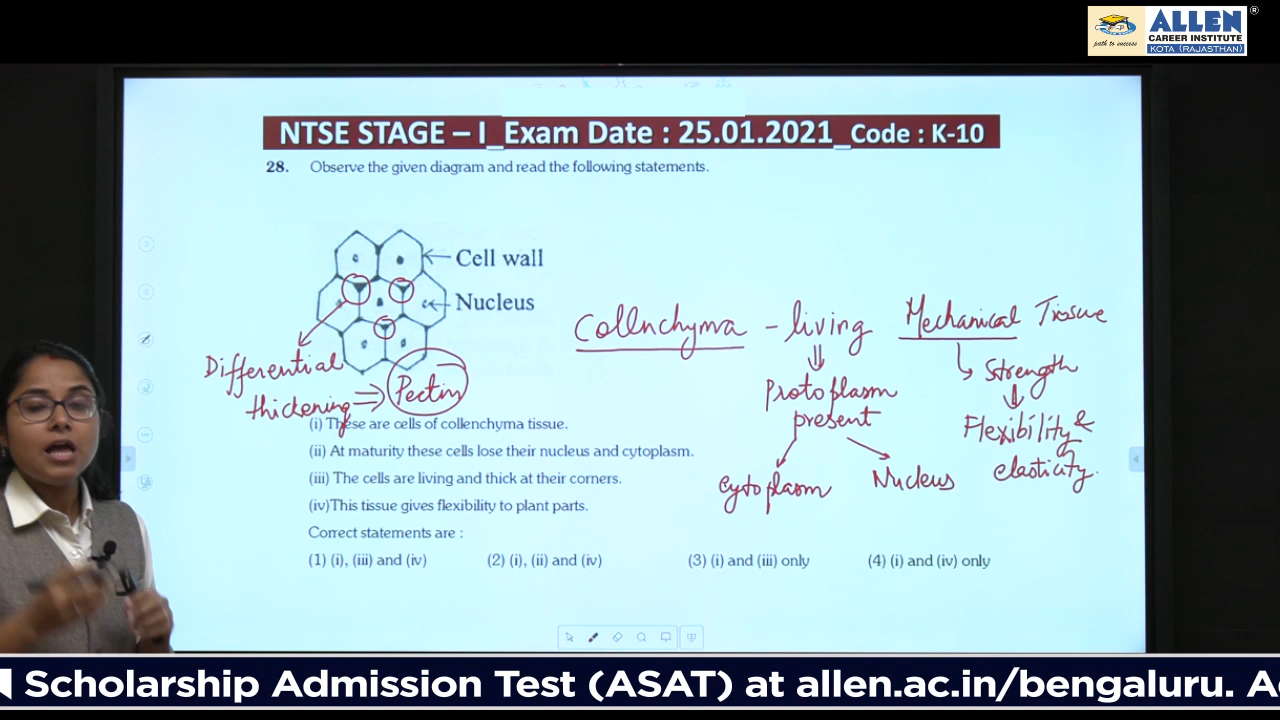 ALLEN
CAREER INSTITUTE
KOTA (RAJASTHAN)
path to success
®
NTSE STAGE – I_Exam Date : 25.01.2021_Code : K-10
28. Observe the given diagram and read the following statements.
Cell wall
Nucleus
Differential
thickening ⇒ Pectin
Collenchyma - living
Protoplasm
present
Cytoplasm
Nucleus
Mechanical Tissue
Strength
Flexibility &
elasticity.
(i) These are cells of collenchyma tissue.
(ii) At maturity these cells lose their nucleus and cytoplasm.
(iii) The cells are living and thick at their corners.
(iv)This tissue gives flexibility to plant parts.
Correct statements are :
(1) (i), (iii) and (iv) (2) (i), (ii) and (iv) (3) (i) and (iii) only (4) (i) and (iv) only
Scholarship Admission Test (ASAT) at allen.ac.in/bengaluru.